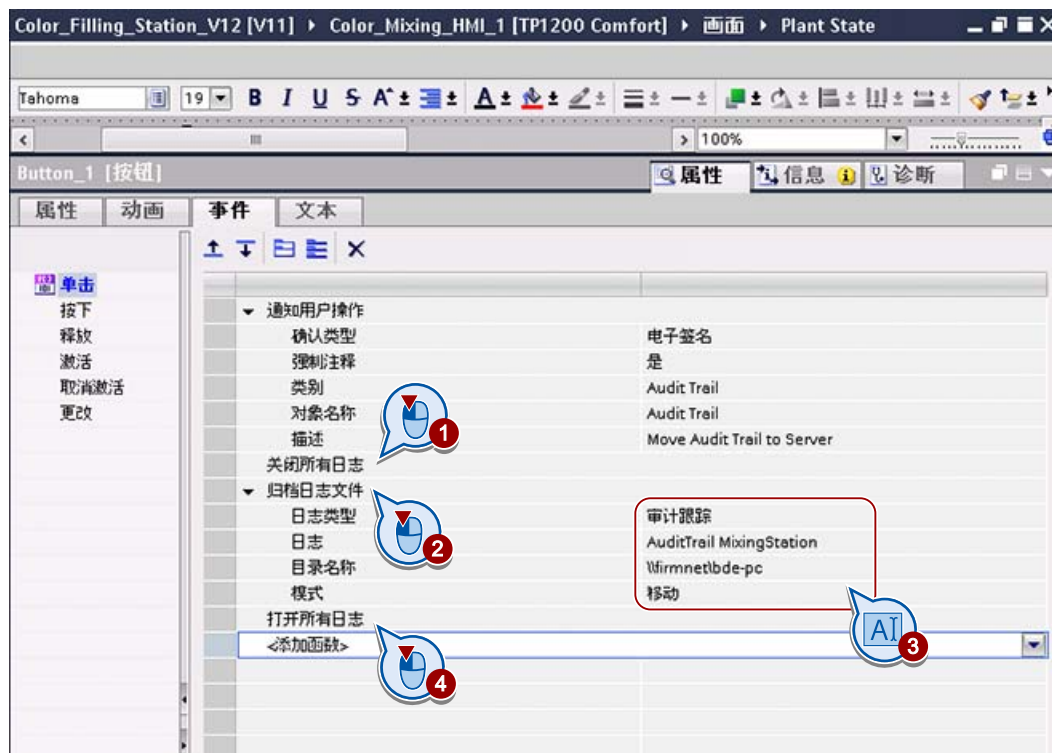 Color_Filling_Station_V12 [V11] ▸ Color_Mixing_HMI_1 [TP1200 Comfort] ▸ 画面 ▸ Plant State
Tahoma 19 B I U S A
100%
Button_1 [按钮] 属性 信息 诊断
属性 动画 事件 文本
单击
按下
释放
激活
取消激活
更改
通知用户操作
确认类型 电子签名
强制注释 是
类别 Audit Trail
对象名称 Audit Trail
描述 Move Audit Trail to Server
1
关闭所有日志
归档日志文件
日志类型 审计跟踪
日志 AuditTrail MixingStation
2
目录名称 \\firmnet\bde-pc
模式 移动
打开所有日志
AI 3
<添加函数>
4